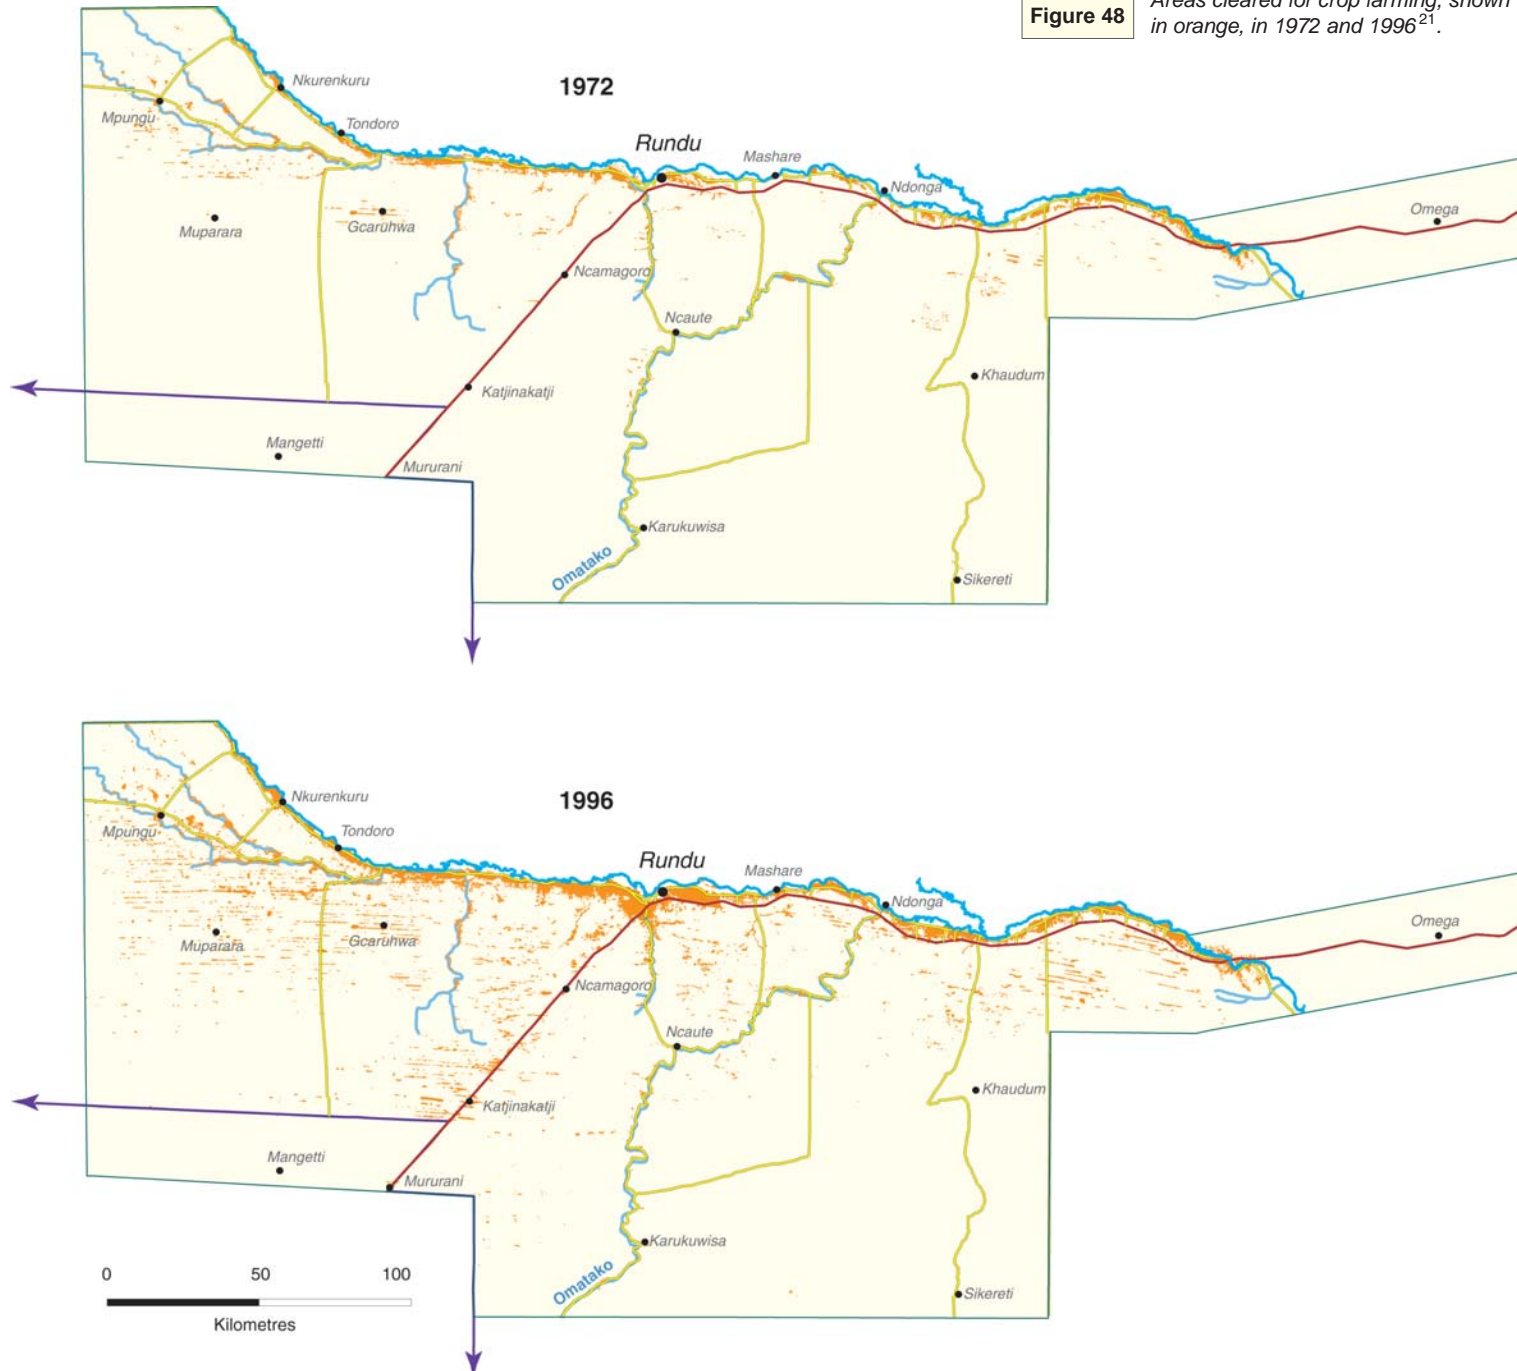 Figure 48
Areas cleared for crop farming, shown
in orange, in 1972 and 1996²¹.
1972
Nkurenkuru
Mpungu
Tondoro
Rundu
Mashare
Ndonga
Omega
Muparara
Gcaruhwa
Ncamagoro
Ncaute
Khaudum
Katjinakatji
Mangetti
Mururani
Karukuwisa
Omatako
Sikereti
1996
Nkurenkuru
Mpungu
Tondoro
Rundu
Mashare
Ndonga
Omega
Muparara
Gcaruhwa
Ncamagoro
Ncaute
Khaudum
Katjinakatji
Mangetti
Mururani
Karukuwisa
Omatako
Sikereti
0 50 100
Kilometres